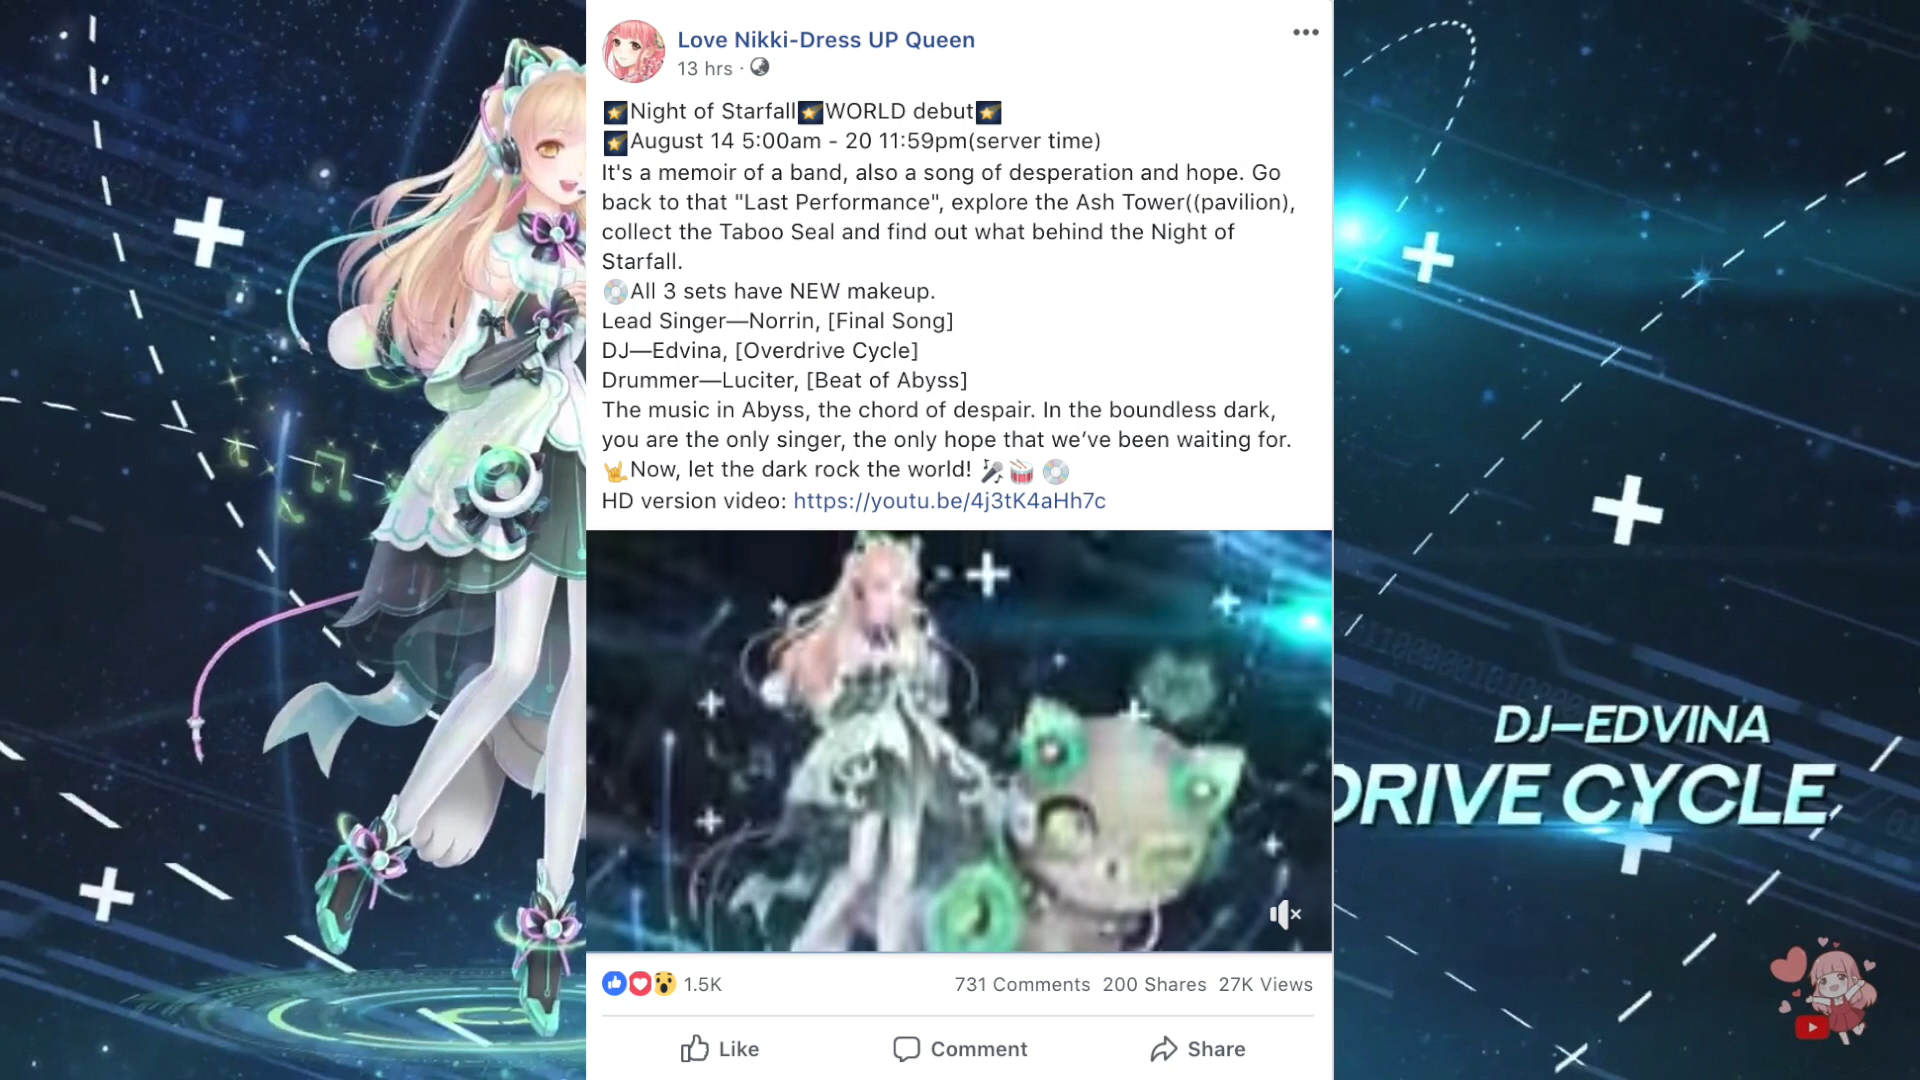 Love Nikki-Dress UP Queen
13 hrs ·
🌠Night of Starfall🌠WORLD debut🌠
🌠August 14 5:00am - 20 11:59pm(server time)
It's a memoir of a band, also a song of desperation and hope. Go
back to that "Last Performance", explore the Ash Tower((pavilion),
collect the Taboo Seal and find out what behind the Night of
Starfall.
💿All 3 sets have NEW makeup.
Lead Singer—Norrin, [Final Song]
DJ—Edvina, [Overdrive Cycle]
Drummer—Luciter, [Beat of Abyss]
The music in Abyss, the chord of despair. In the boundless dark,
you are the only singer, the only hope that we’ve been waiting for.
🤘Now, let the dark rock the world! 🎤🥁 💿
HD version video: https://youtu.be/4j3tK4aHh7c
DJ-EDVINA
DRIVE CYCLE
1.5K
731 Comments 200 Shares 27K Views
Like Comment Share